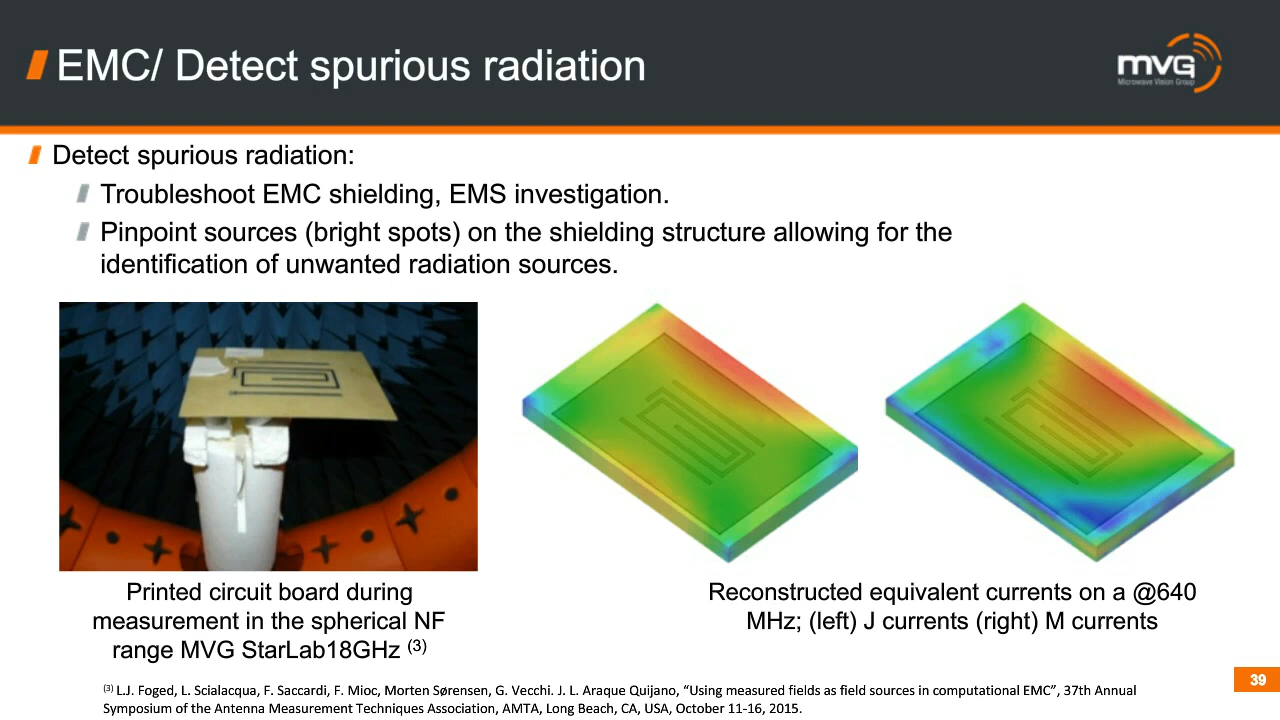 EMC/ Detect spurious radiation
mvg
Microwave Vision Group
Detect spurious radiation:
Troubleshoot EMC shielding, EMS investigation.
Pinpoint sources (bright spots) on the shielding structure allowing for the
identification of unwanted radiation sources.
Printed circuit board during
measurement in the spherical NF
range MVG StarLab18GHz (3)
Reconstructed equivalent currents on a @640
MHz; (left) J currents (right) M currents
39
(3) L.J. Foged, L. Scialacqua, F. Saccardi, F. Mioc, Morten Sørensen, G. Vecchi. J. L. Araque Quijano, “Using measured fields as field sources in computational EMC”, 37th Annual
Symposium of the Antenna Measurement Techniques Association, AMTA, Long Beach, CA, USA, October 11-16, 2015.